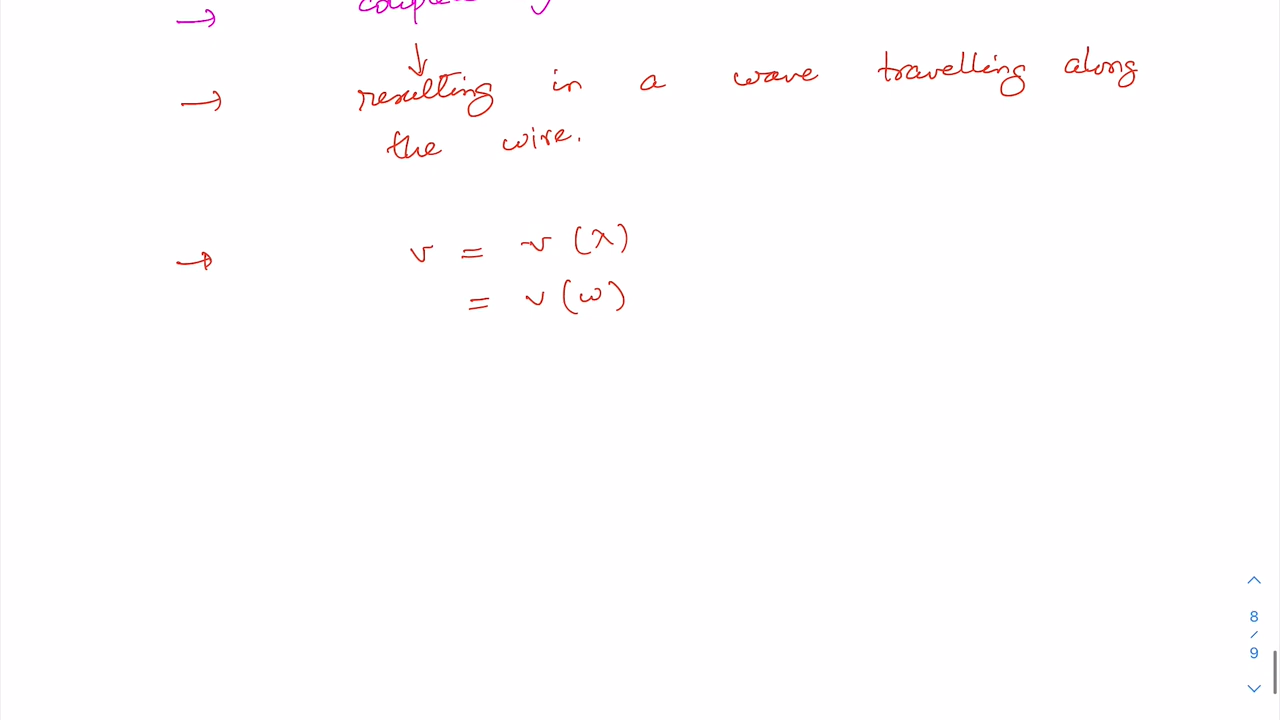 → resulting in a wave travelling along
the wire.
→ v = v (λ)
= v (ω)
8
/
9